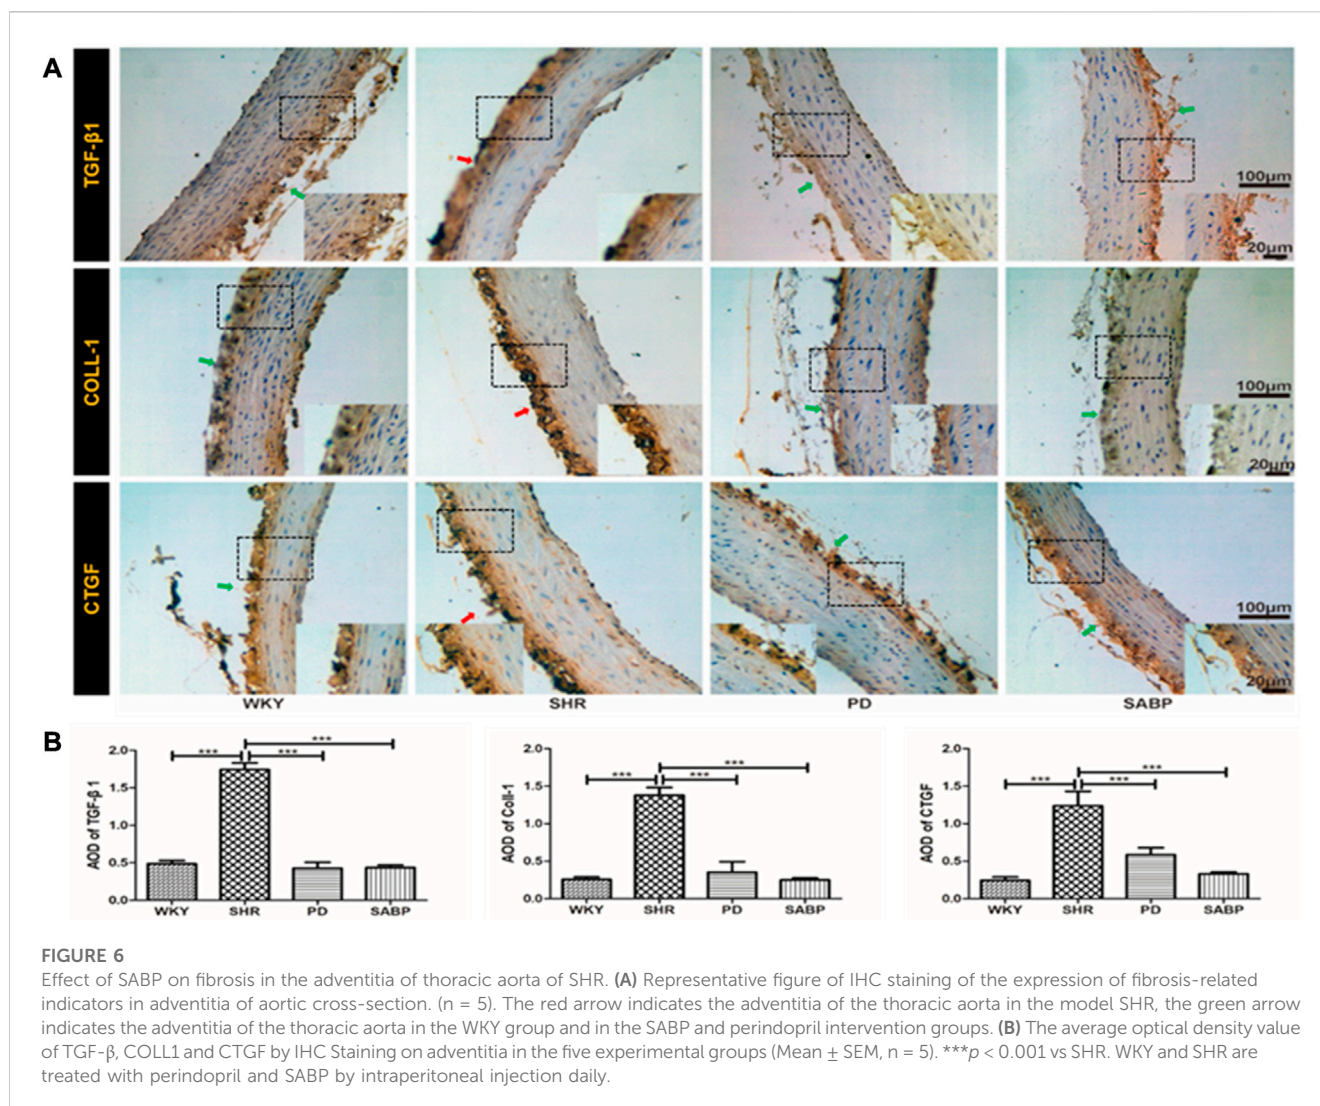 A
TGF-β1
100µm
20µm
COLL-1
100µm
20µm
CTGF
100µm
20µm
WKY SHR PD SABP
B
AOD of TGF-β 1
2.0
1.5
1.0
0.5
0.0
*** *** ***
WKY SHR PD SABP
AOD of Coll-1
2.0
1.5
1.0
0.5
0.0
*** *** ***
WKY SHR PD SABP
AOD of CTGF
2.0
1.5
1.0
0.5
0.0
*** *** ***
WKY SHR PD SABP
FIGURE 6
Effect of SABP on fibrosis in the adventitia of thoracic aorta of SHR. (A) Representative figure of IHC staining of the expression of fibrosis-related
indicators in adventitia of aortic cross-section. (n = 5). The red arrow indicates the adventitia of the thoracic aorta in the model SHR, the green arrow
indicates the adventitia of the thoracic aorta in the WKY group and in the SABP and perindopril intervention groups. (B) The average optical density value
of TGF-β, COLL1 and CTGF by IHC Staining on adventitia in the five experimental groups (Mean ± SEM, n = 5). ***p < 0.001 vs SHR. WKY and SHR are
treated with perindopril and SABP by intraperitoneal injection daily.